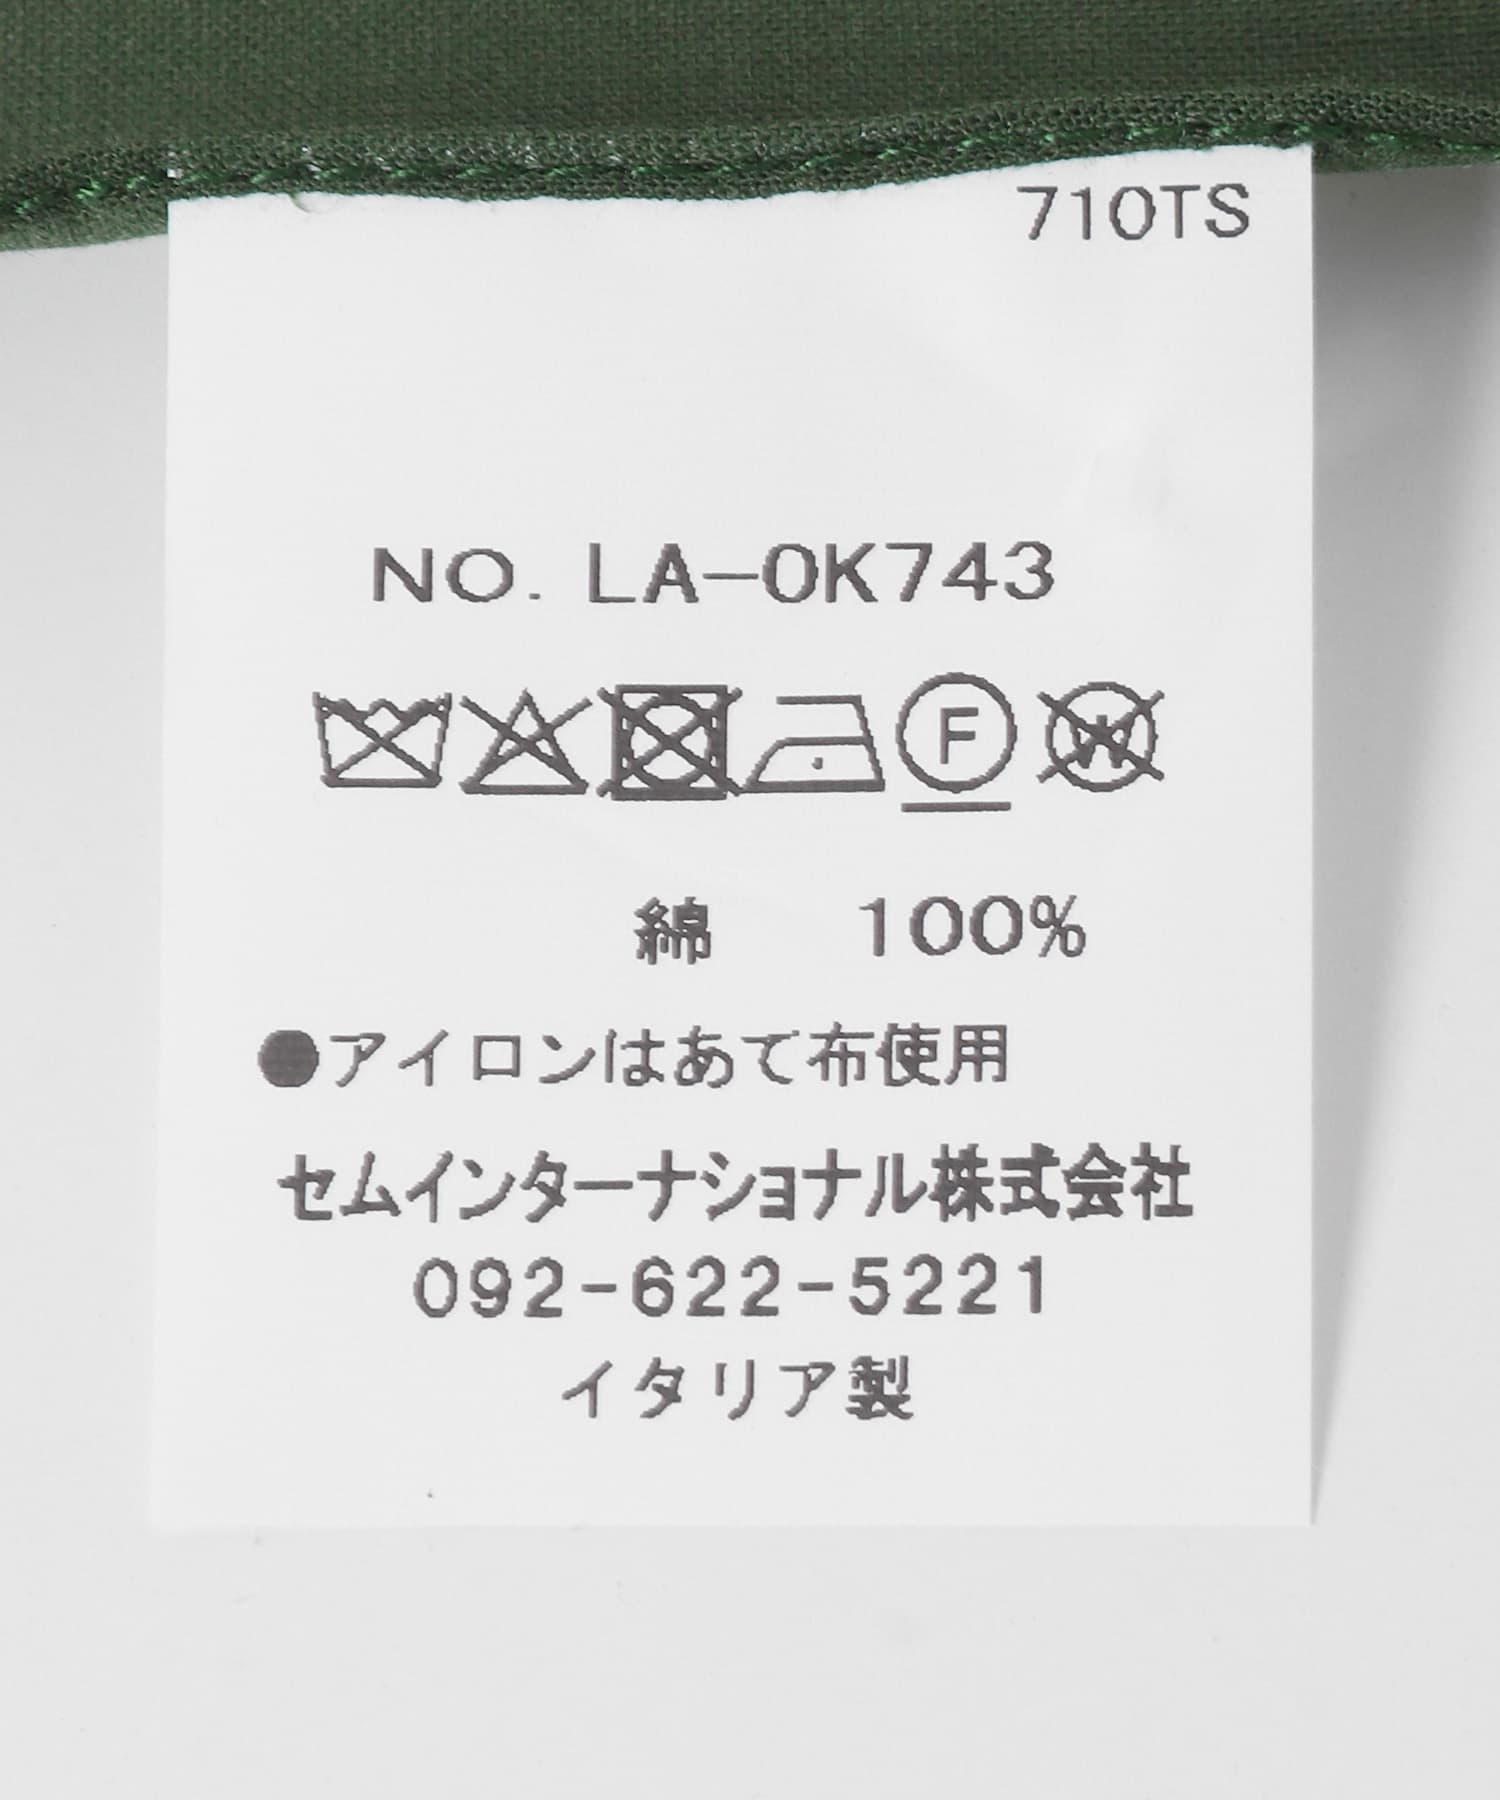 710TS
NO. LA-OK743
F W
綿 100%
●アイロンはあて布使用
セムインターナショナル株式会社
092-622-5221
イタリア製